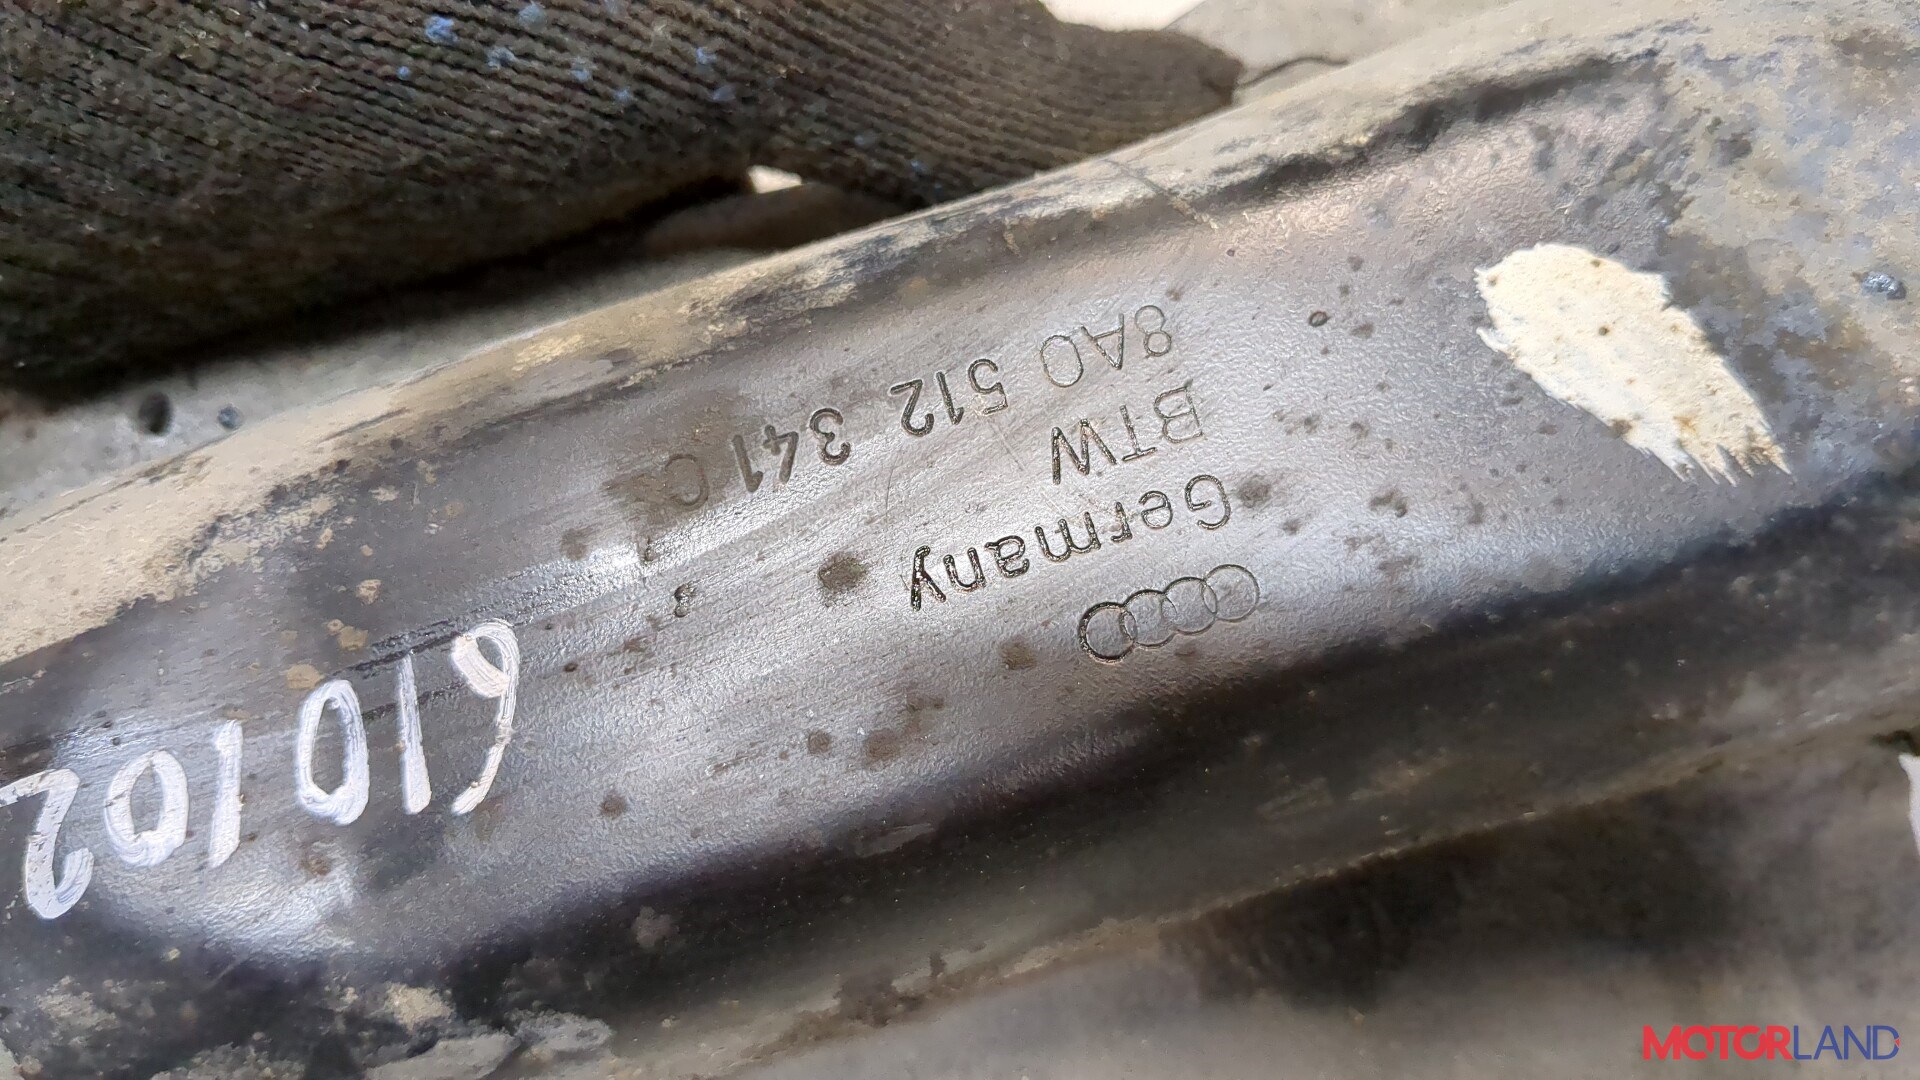 Germany
BTW
8A0 512 341 C
610102
MOTORLAND